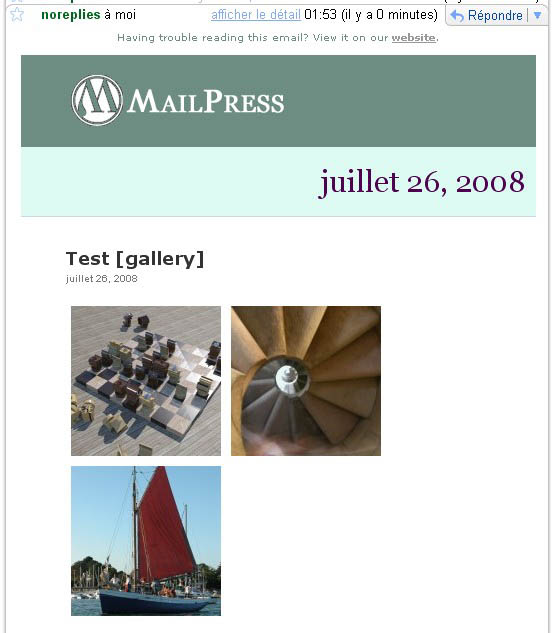 noreplies à moi afficher le détail 01:53 (il y a 0 minutes) Répondre
Having trouble reading this email? View it on our website.
MAILPRESS
juillet 26, 2008
Test [gallery]
juillet 26, 2008